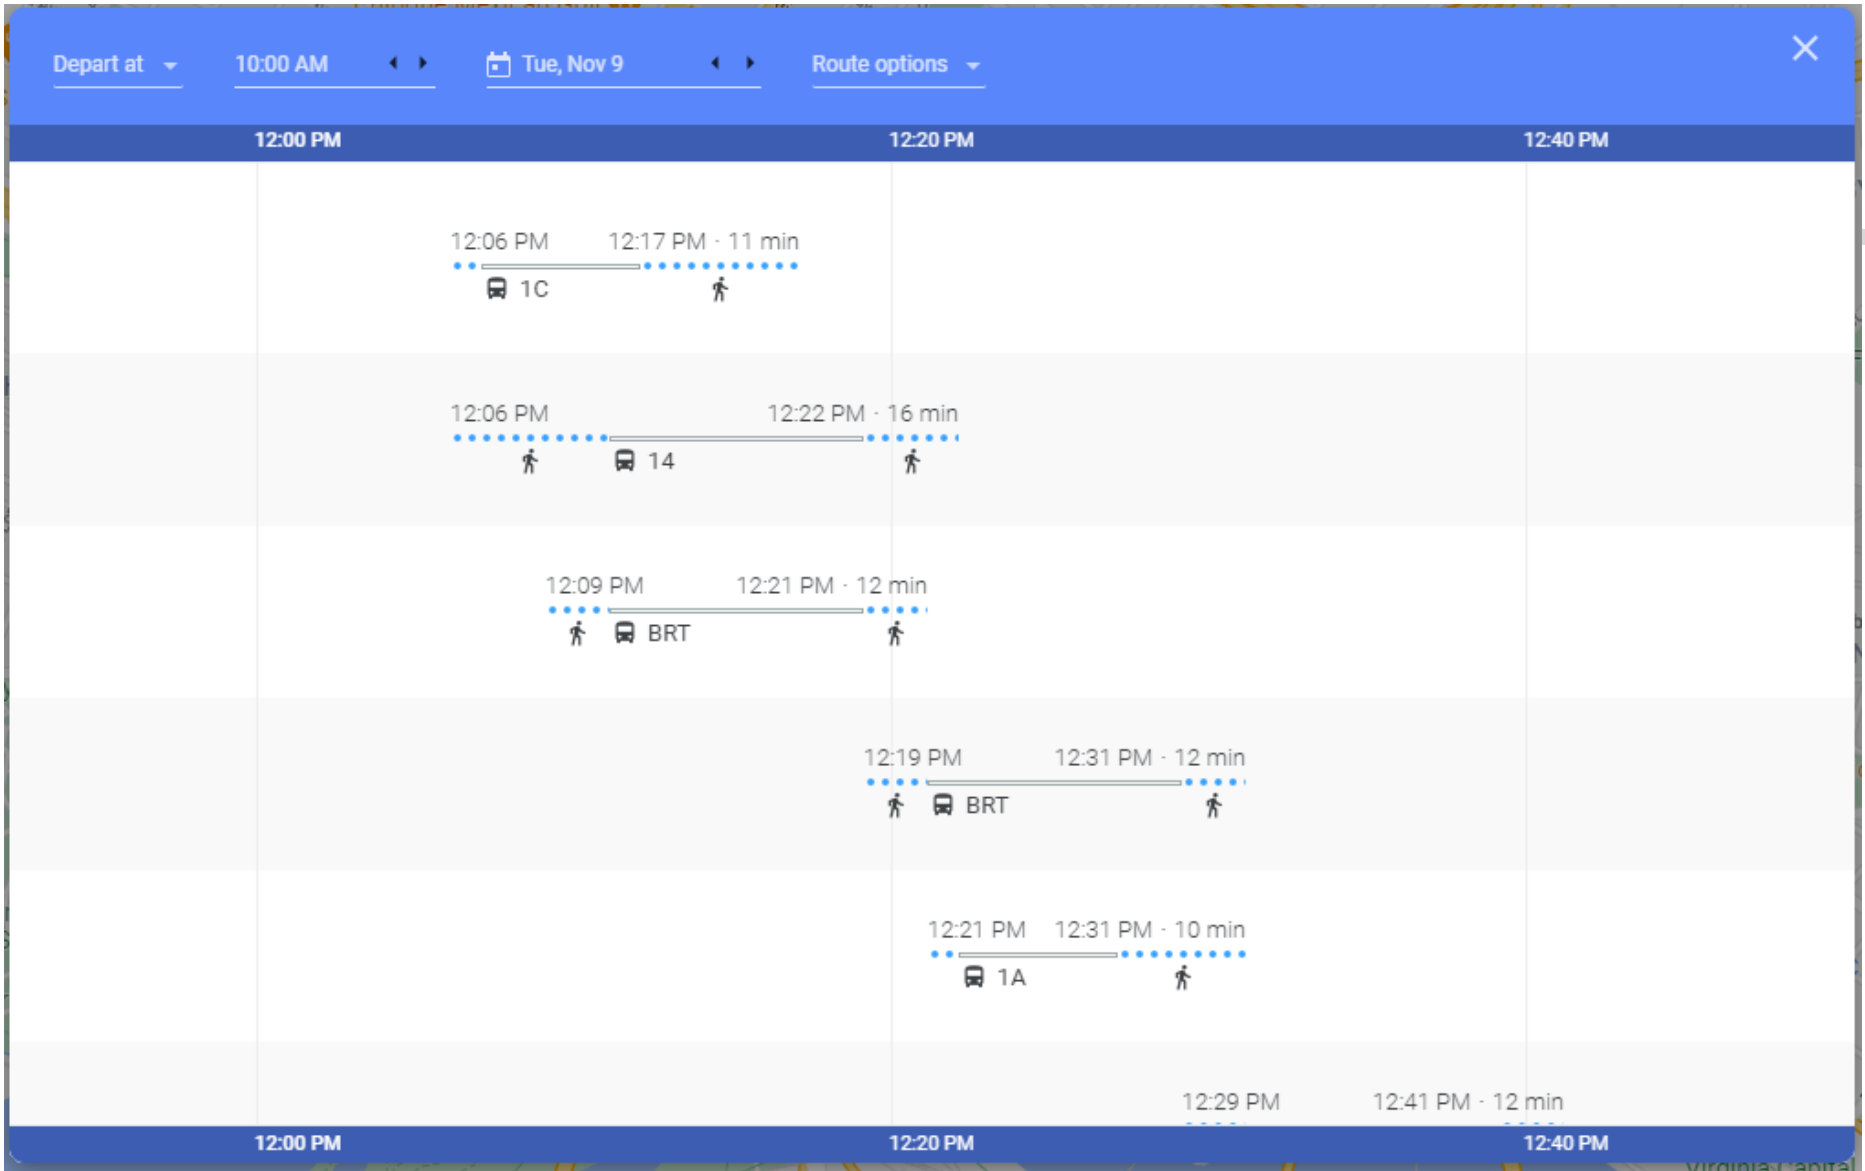 Depart at 10:00 AM Tue, Nov 9 Route options
12:00 PM 12:20 PM 12:40 PM
12:06 PM 12:17 PM · 11 min
1C
12:06 PM 12:22 PM · 16 min
14
12:09 PM 12:21 PM · 12 min
BRT
12:19 PM 12:31 PM · 12 min
BRT
12:21 PM 12:31 PM · 10 min
1A
12:29 PM 12:41 PM · 12 min
12:00 PM 12:20 PM 12:40 PM
Virginia Capital